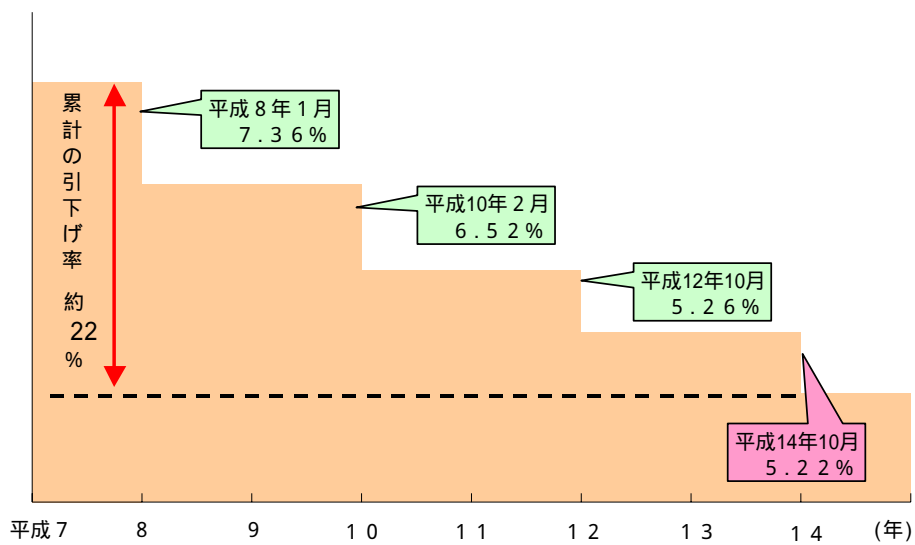 累計の引下げ率 約22%
平成8年1月
7.36%
平成10年2月
6.52%
平成12年10月
5.26%
平成14年10月
5.22%
平成7 8 9 10 11 12 13 14 (年)